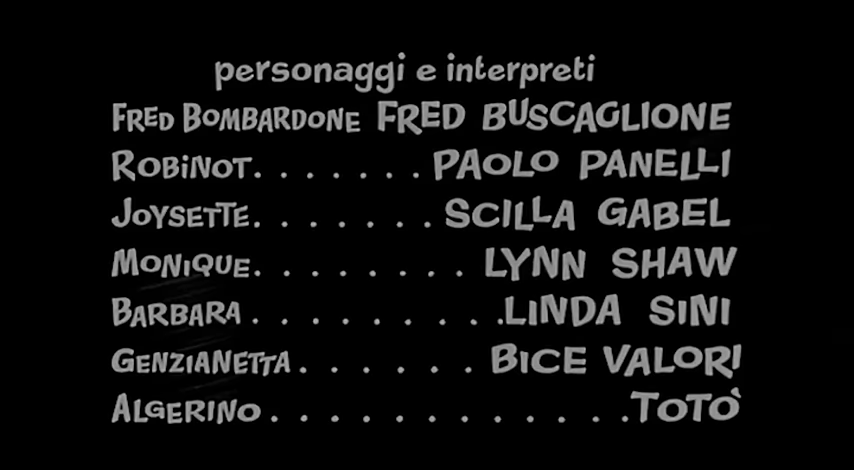 personaggi e interpreti
FRED BOMBARDONE FRED BUSCAGLIONE
ROBINOT. . . . . . . PAOLO PANELLI
JOYSETTE. . . . . . . SCILLA GABEL
MONIQUE. . . . . . . . LYNN SHAW
BARBARA . . . . . . . . . .LINDA SINI
GENZIANETTA . . . . . . BICE VALORI
ALGERINO . . . . . . . . . . . . . .TOTÒ